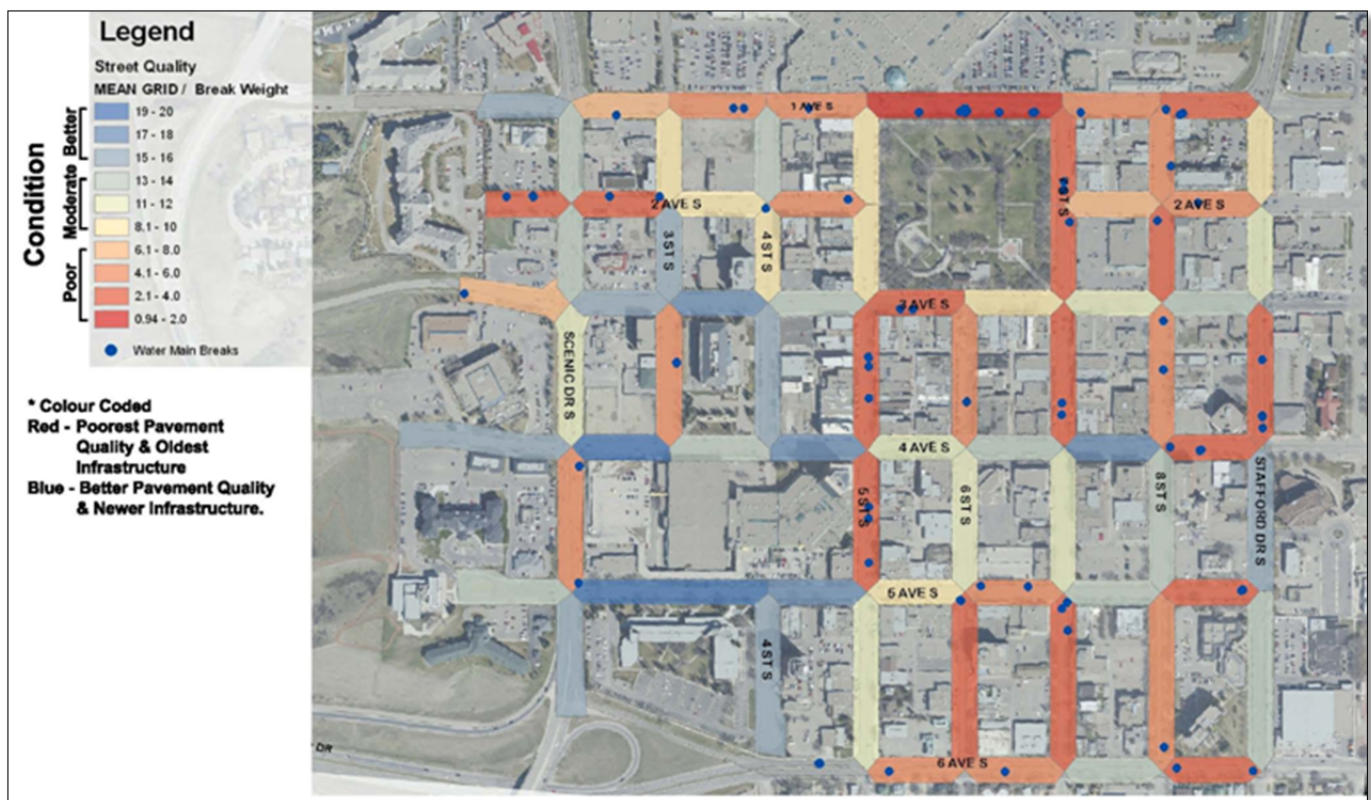 Legend
Street Quality
MEAN GRID / Break Weight
Condition
Better
Moderate
Poor
19 - 20
17 - 18
15 - 16
13 - 14
11 - 12
8.1 - 10
6.1 - 8.0
4.1 - 6.0
2.1 - 4.0
0.94 - 2.0
Water Main Breaks
* Colour Coded
Red - Poorest Pavement
Quality & Oldest
Infrastructure
Blue - Better Pavement Quality
& Newer Infrastructure.
1 AVE S
2 AVE S
2 AVE S
3 ST S
4 ST S
ST S
3 AVE S
SCENIC DR S
4 AVE S
5 ST S
6 ST S
8 ST S
STAFFORD DR S
5 AVE S
4 ST S
6 AVE S
DR